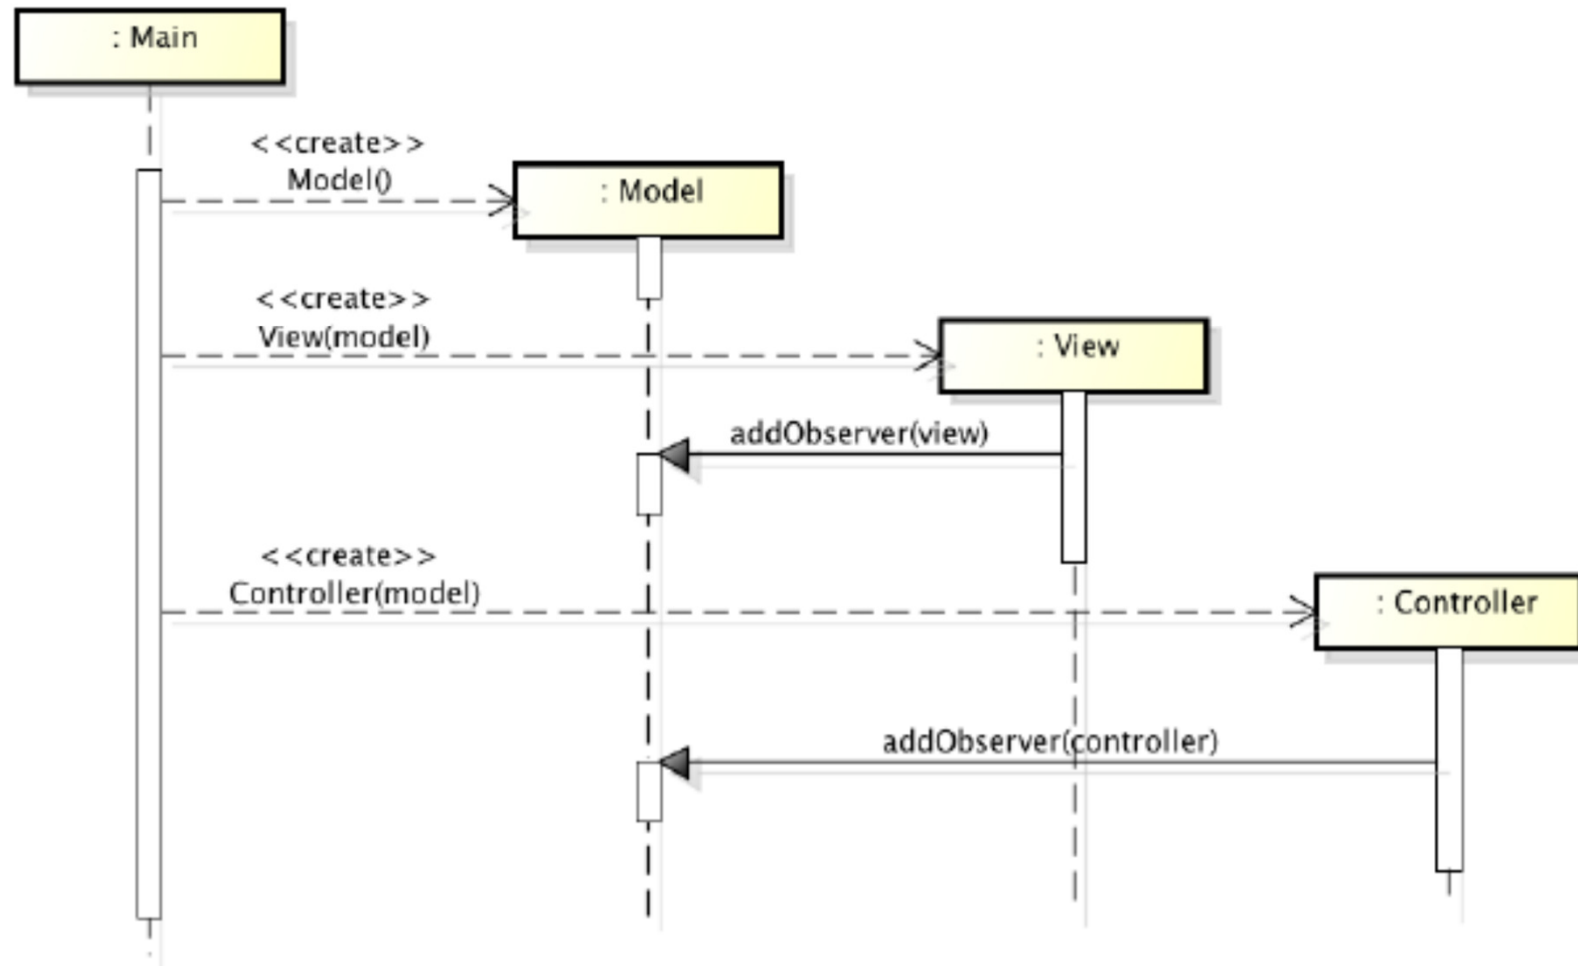 : Main
<<create>>
Model()
: Model
<<create>>
View(model)
: View
addObserver(view)
<<create>>
Controller(model)
: Controller
addObserver(controller)